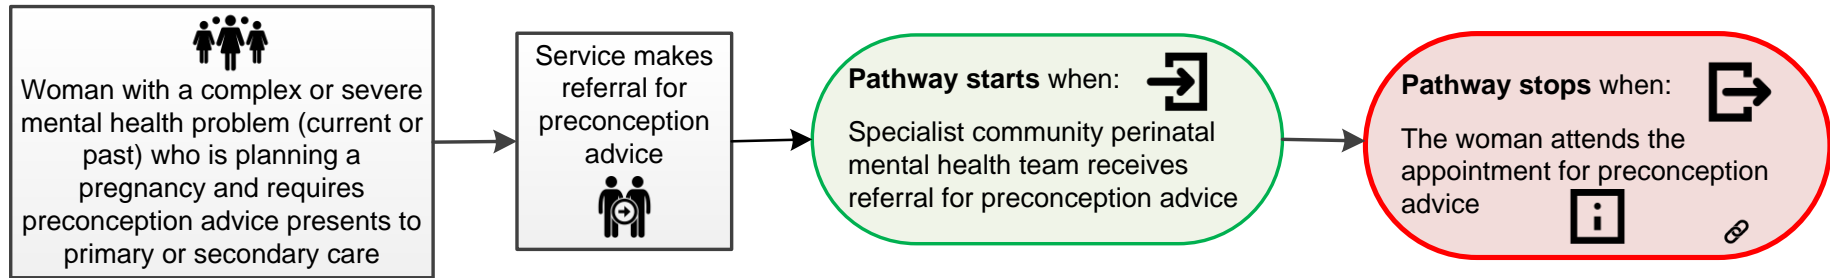 Woman with a complex or severe
mental health problem (current or
past) who is planning a
pregnancy and requires
preconception advice presents to
primary or secondary care
Service makes
referral for
preconception
advice
Pathway starts when:
Specialist community perinatal
mental health team receives
referral for preconception advice
Pathway stops when:
The woman attends the
appointment for preconception
advice